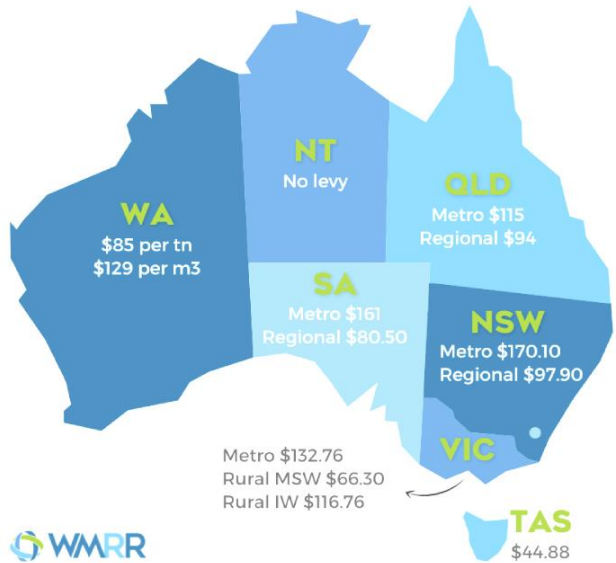 NT
No levy
QLD
Metro $115
Regional $94
WA
$85 per tn
$129 per m3
SA
Metro $161
Regional $80.50
NSW
Metro $170.10
Regional $97.90
VIC
Metro $132.76
Rural MSW $66.30
Rural IW $116.76
TAS
$44.88
WMRR